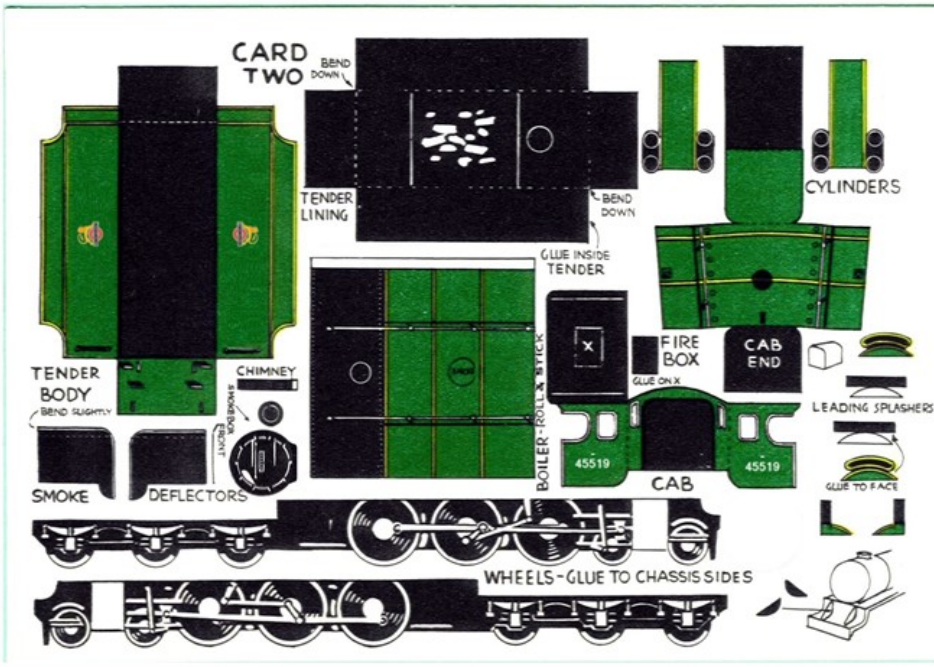 CARD
TWO
BEND
DOWN
TENDER
LINING
BEND
DOWN
GLUE INSIDE
TENDER
CYLINDERS
TENDER
BODY
BEND SLIGHTLY
CHIMNEY
SMOKEBOX
FRONT
SMOKE
DEFLECTORS
BOILER-ROLL & STICK
X
FIRE
BOX
GLUE ON X
CAB
END
LEADING SPLASHERS
GLUE TO FACE
45519
45519
CAB
WHEELS-GLUE TO CHASSIS SIDES